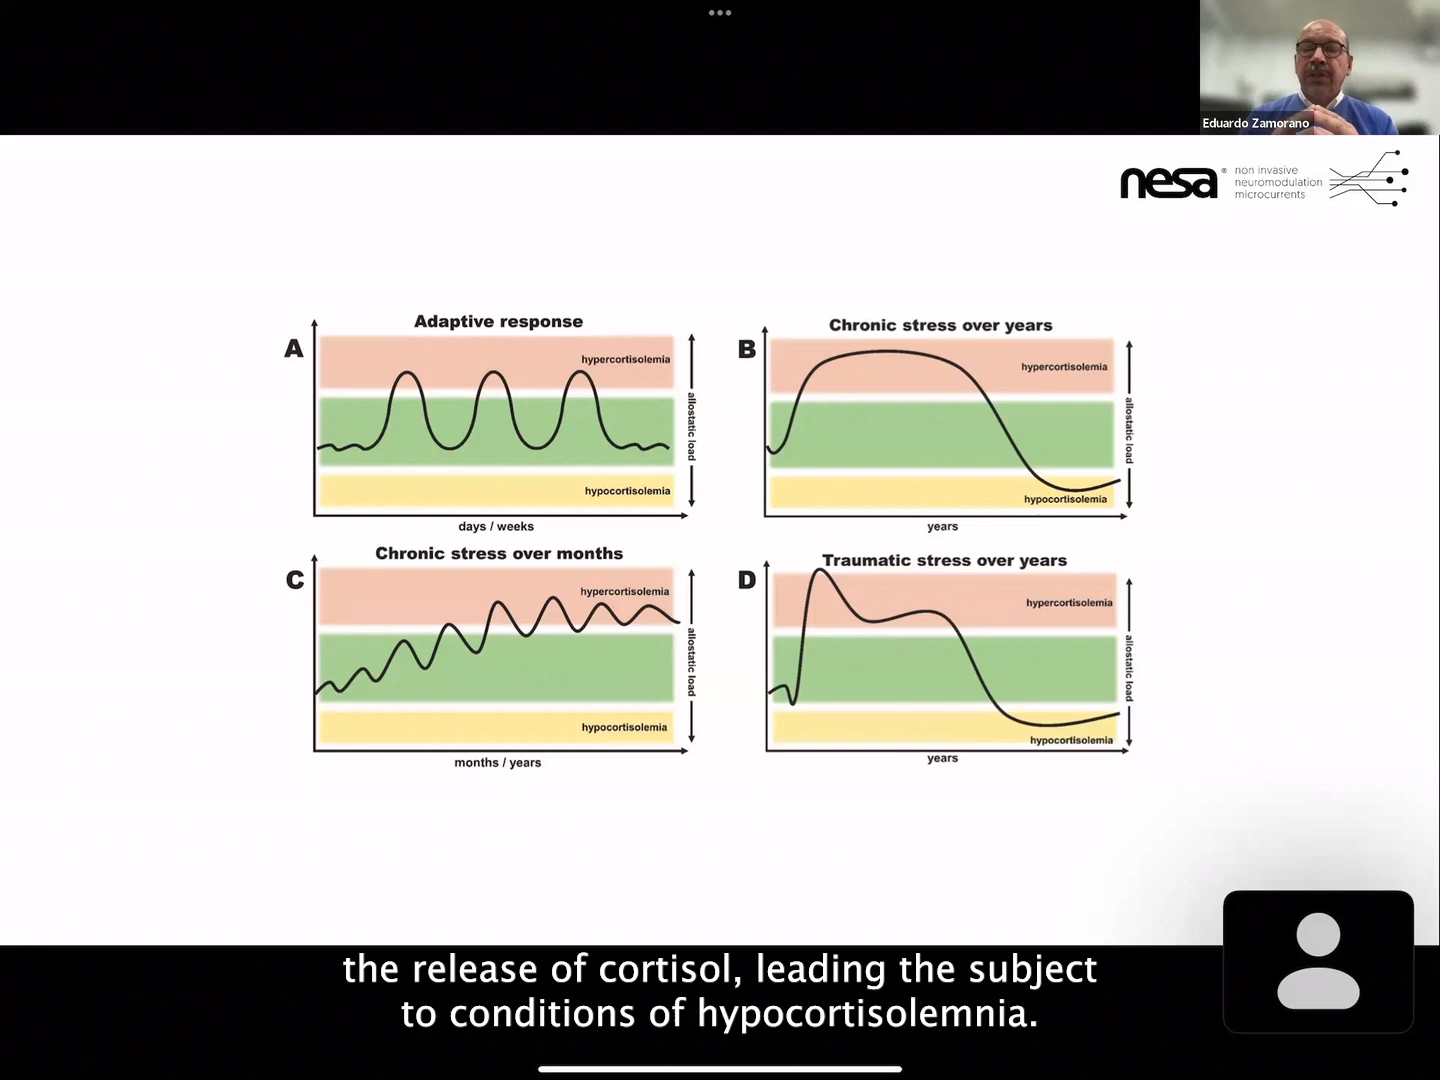 Eduardo Zamorano
nesa®
non invasive
neuromodulation
microcurrents
A
Adaptive response
hypercortisolemia
allostatic load
hypocortisolemia
days / weeks
B
Chronic stress over years
hypercortisolemia
allostatic load
hypocortisolemia
years
C
Chronic stress over months
hypercortisolemia
allostatic load
hypocortisolemia
months / years
D
Traumatic stress over years
hypercortisolemia
allostatic load
hypocortisolemia
years
the release of cortisol, leading the subject
to conditions of hypocortisolemnia.